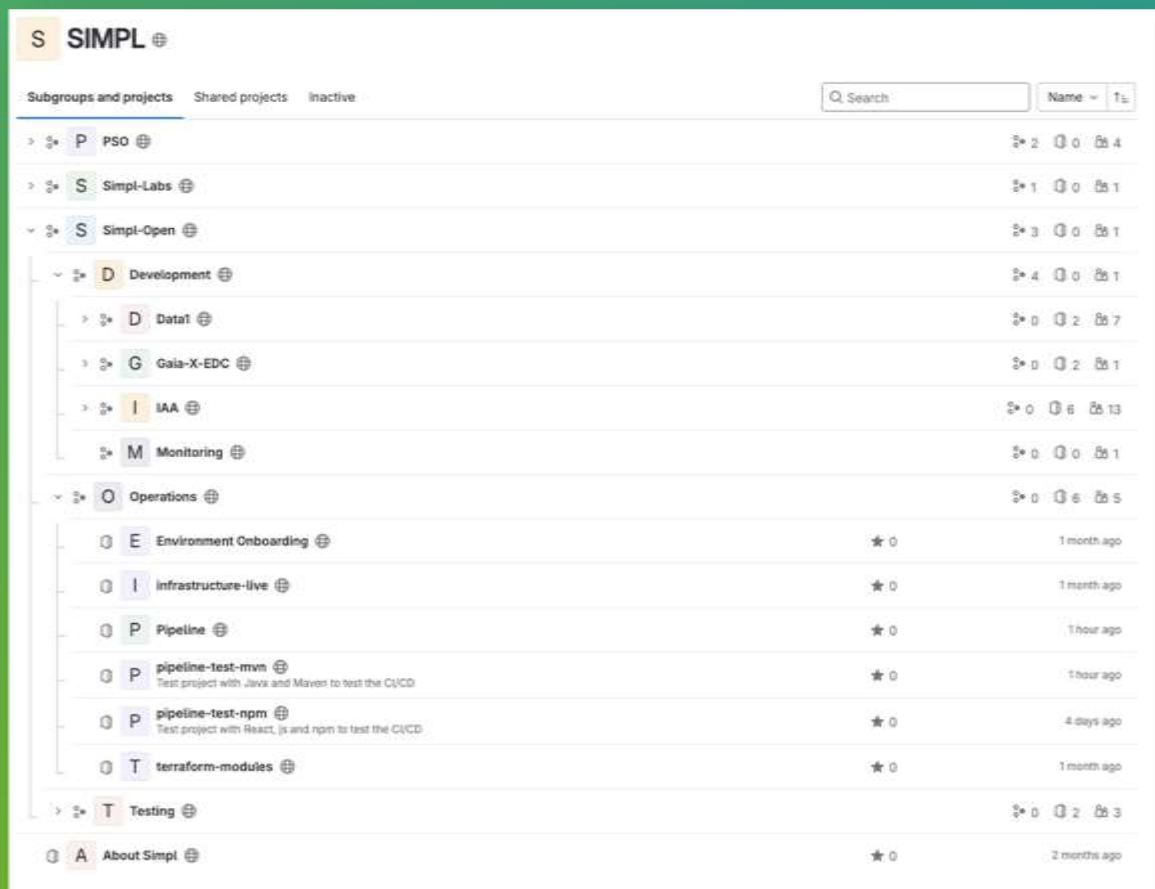 S SIMPL
Subgroups and projects Shared projects Inactive Search Name
P PSO 2 0 4
S Simpl-Labs 1 0 1
S Simpl-Open 3 0 1
D Development 4 0 1
D Data1 0 2 7
G Gaia-X-EDC 0 2 1
I IAA 0 6 13
M Monitoring 0 0 1
O Operations 0 6 5
E Environment Onboarding 0 1 month ago
I infrastructure-live 0 1 month ago
P Pipeline 0 1 hour ago
P pipeline-test-mvn 0 1 hour ago
Test project with Java and Maven to test the CI/CD
P pipeline-test-npm 0 4 days ago
Test project with React, js and npm to test the CI/CD
T terraform-modules 0 1 month ago
T Testing 0 2 3
A About Simpl 0 2 months ago